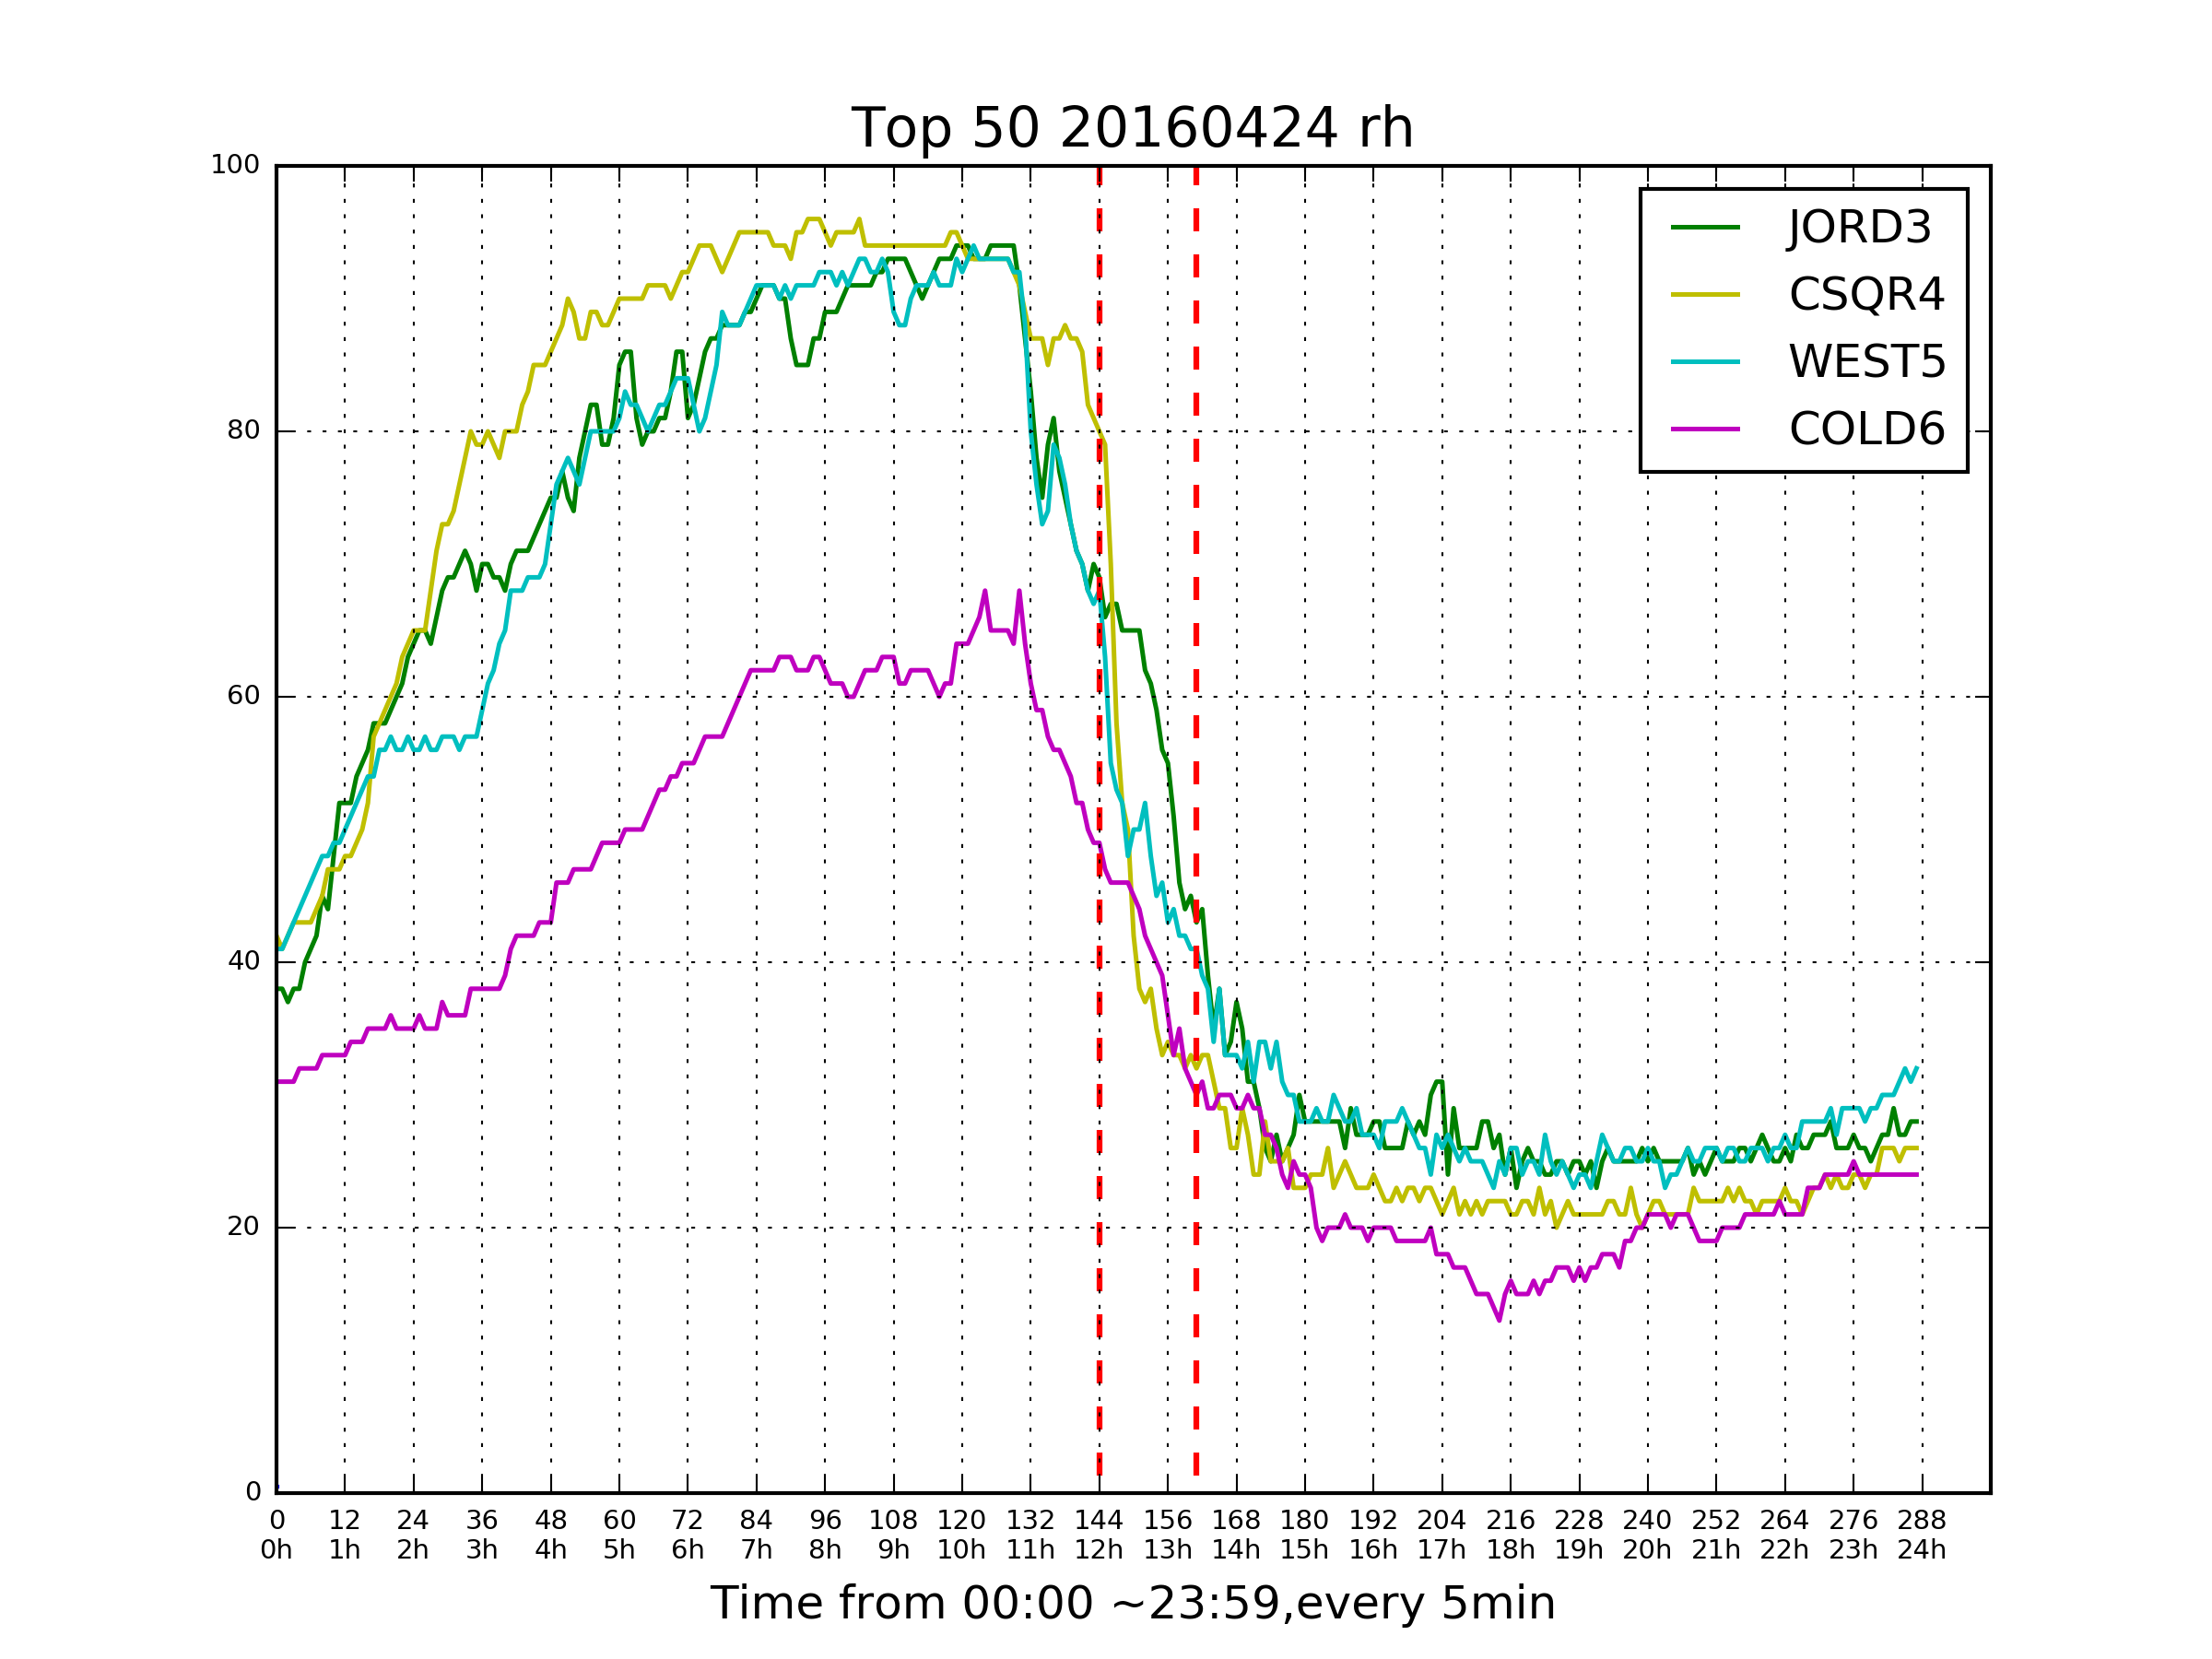 Top 50 20160424 rh
100
80
60
40
20
0
JORD3
CSQR4
WEST5
COLD6
0 12 24 36 48 60 72 84 96 108 120 132 144 156 168 180 192 204 216 228 240 252 264 276 288
0h 1h 2h 3h 4h 5h 6h 7h 8h 9h 10h 11h 12h 13h 14h 15h 16h 17h 18h 19h 20h 21h 22h 23h 24h
Time from 00:00 ~23:59,every 5min